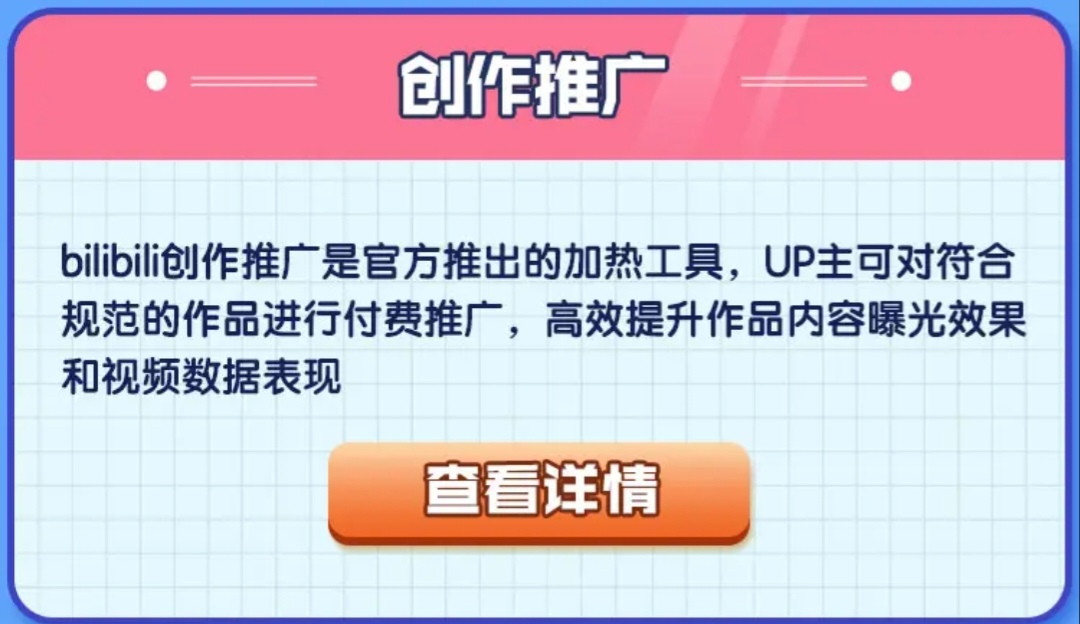 创作推广
bilibili创作推广是官方推出的加热工具，UP主可对符合
规范的作品进行付费推广，高效提升作品内容曝光效果
和视频数据表现
查看详情